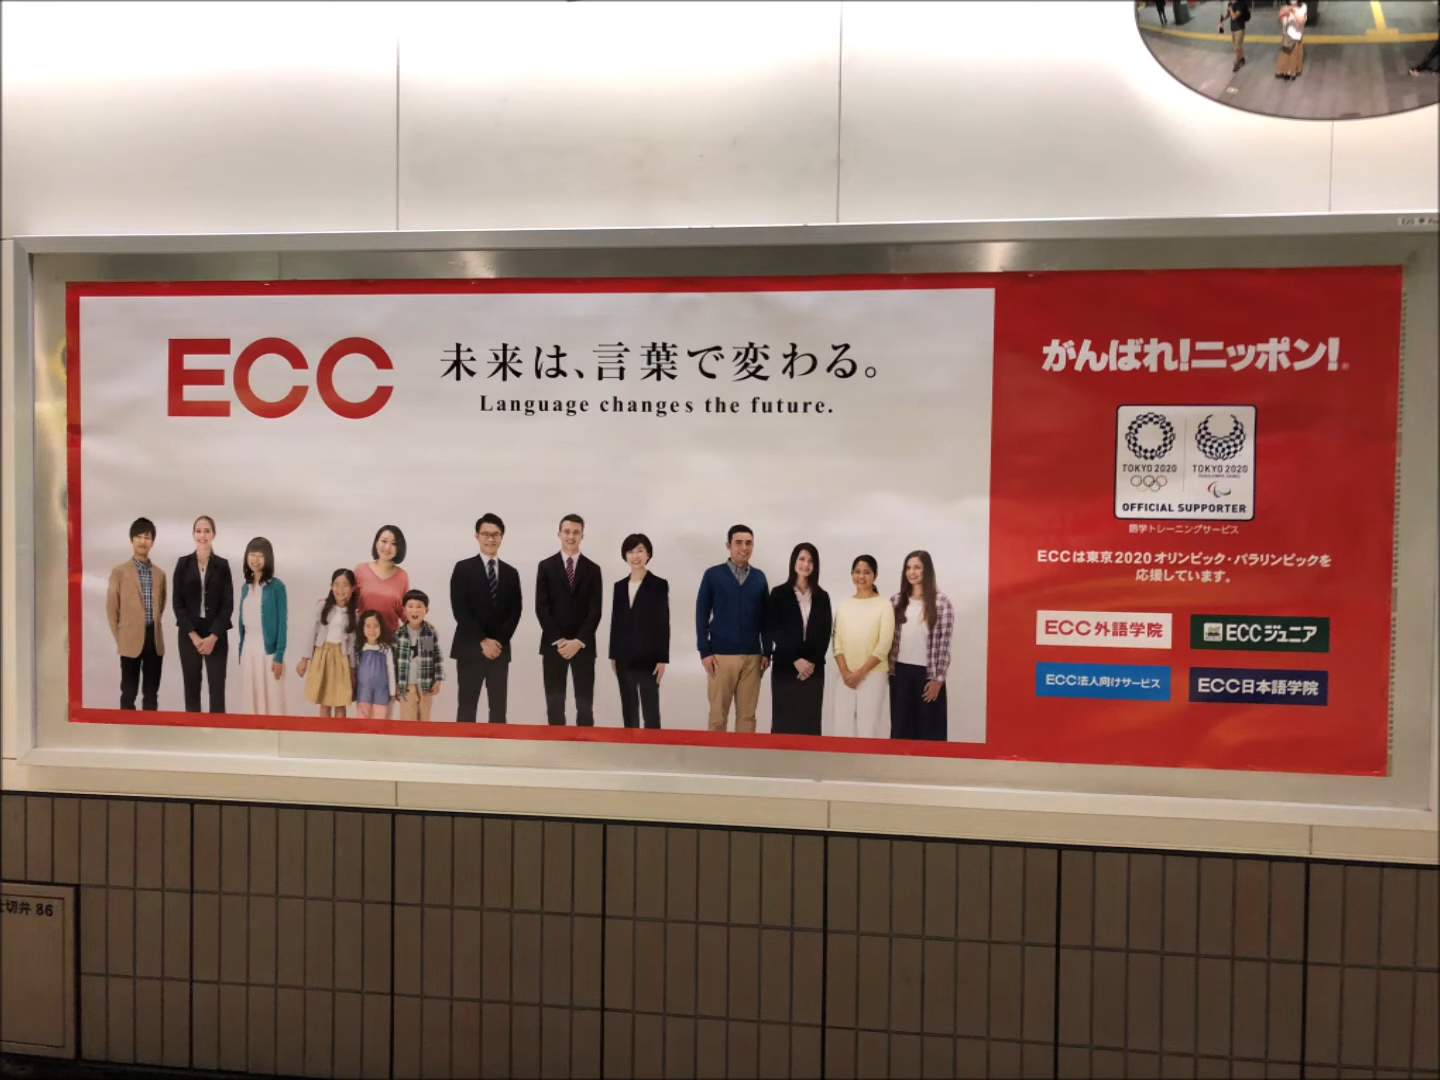 ECC
未来は、言葉で変わる。
Language changes the future.
がんばれ!ニッポン!
TOKYO 2020
TOKYO 2020
OFFICIAL SUPPORTER
語学トレーニングサービス
ECCは東京2020オリンピック・パラリンピックを
応援しています。
ECC外語学院
ECCジュニア
ECC法人向けサービス
ECC日本語学院
切弁 86